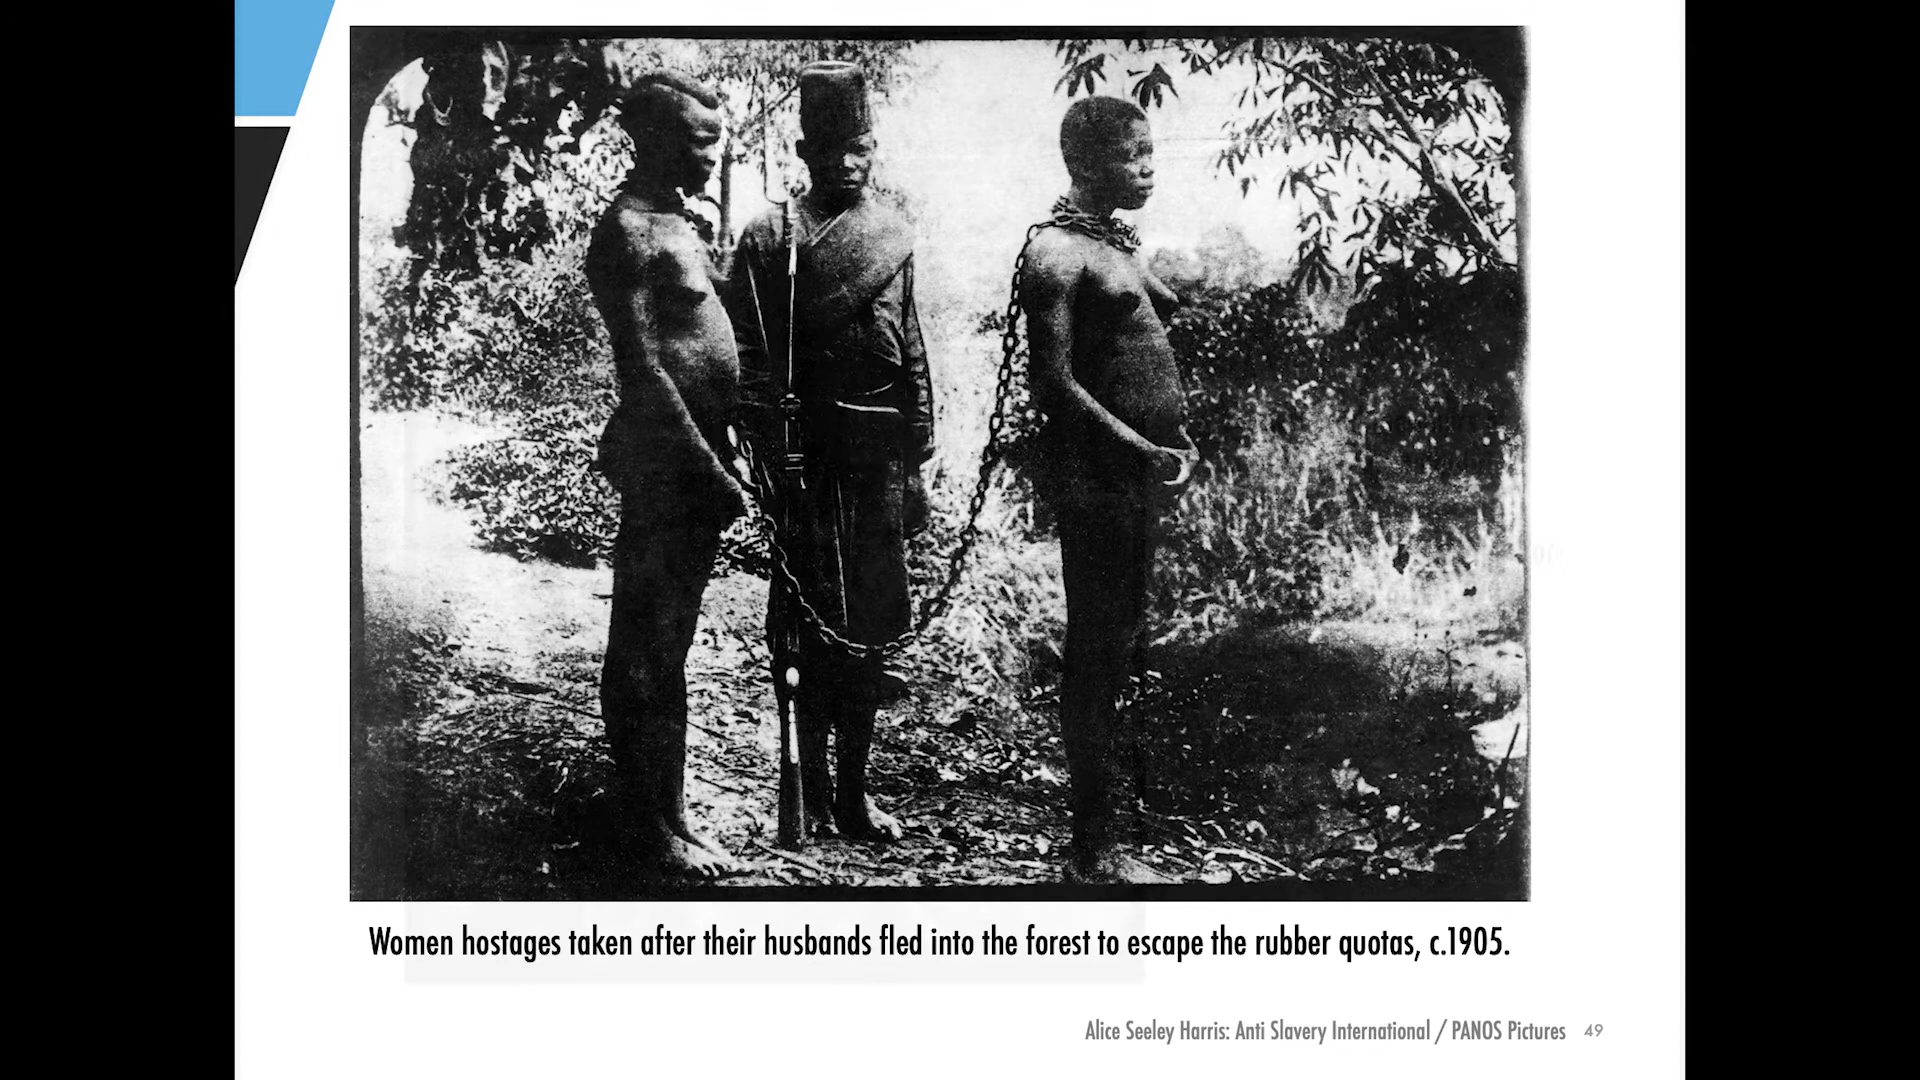 Women hostages taken after their husbands fled into the forest to escape the rubber quotas, c.1905.
Alice Seeley Harris: Anti Slavery International / PANOS Pictures 49